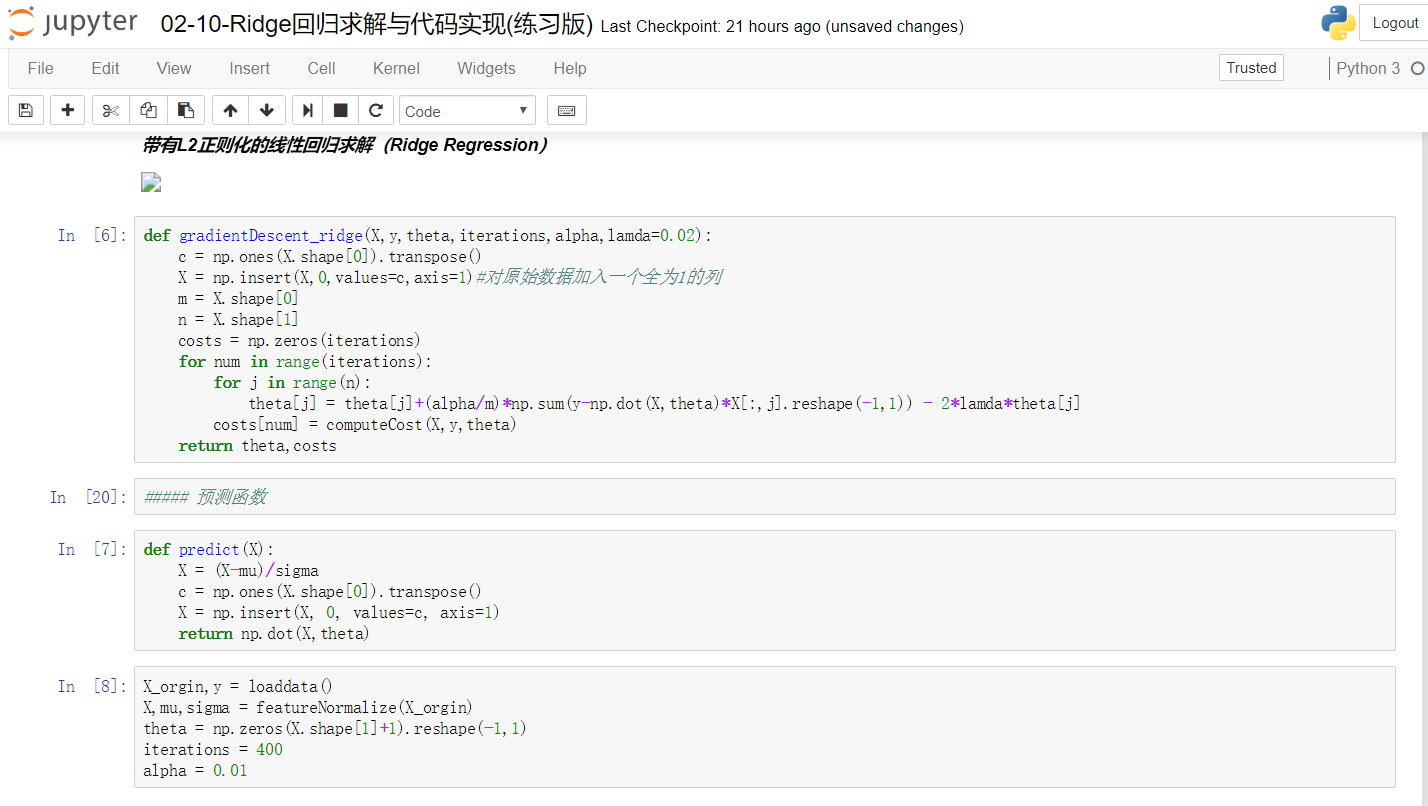 jupyter 02-10-Ridge回归求解与代码实现(练习版) Last Checkpoint: 21 hours ago (unsaved changes) Logout
File Edit View Insert Cell Kernel Widgets Help Trusted Python 3
Code
带有L2正则化的线性回归求解（Ridge Regression）
In [6]:
def gradientDescent_ridge(X,y,theta,iterations,alpha,lamda=0.02):
    c = np.ones(X.shape[0]).transpose()
    X = np.insert(X,0,values=c,axis=1)#对原始数据加入一个全为1的列
    m = X.shape[0]
    n = X.shape[1]
    costs = np.zeros(iterations)
    for num in range(iterations):
        for j in range(n):
            theta[j] = theta[j]+(alpha/m)*np.sum(y-np.dot(X,theta)*X[:,j].reshape(-1,1)) - 2*lamda*theta[j]
        costs[num] = computeCost(X,y,theta)
    return theta,costs
In [20]:
##### 预测函数
In [7]:
def predict(X):
    X = (X-mu)/sigma
    c = np.ones(X.shape[0]).transpose()
    X = np.insert(X, 0, values=c, axis=1)
    return np.dot(X,theta)
In [8]:
X_orgin,y = loaddata()
X,mu,sigma = featureNormalize(X_orgin)
theta = np.zeros(X.shape[1]+1).reshape(-1,1)
iterations = 400
alpha = 0.01